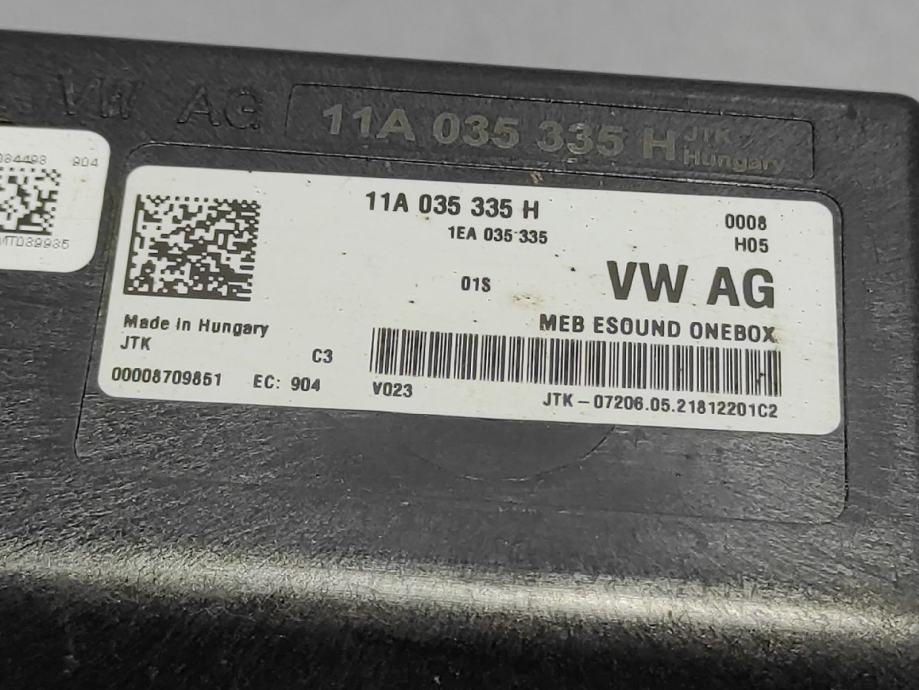 VW AG
11A 035 335 H
JTK
Hungary
904
11A 035 335 H
1EA 035 335
0008
H05
01S
VW AG
MEB ESOUND ONEBOX
Made in Hungary
JTK
C3
00008709851
EC: 904
V023
JTK-07206.05.21812201C2